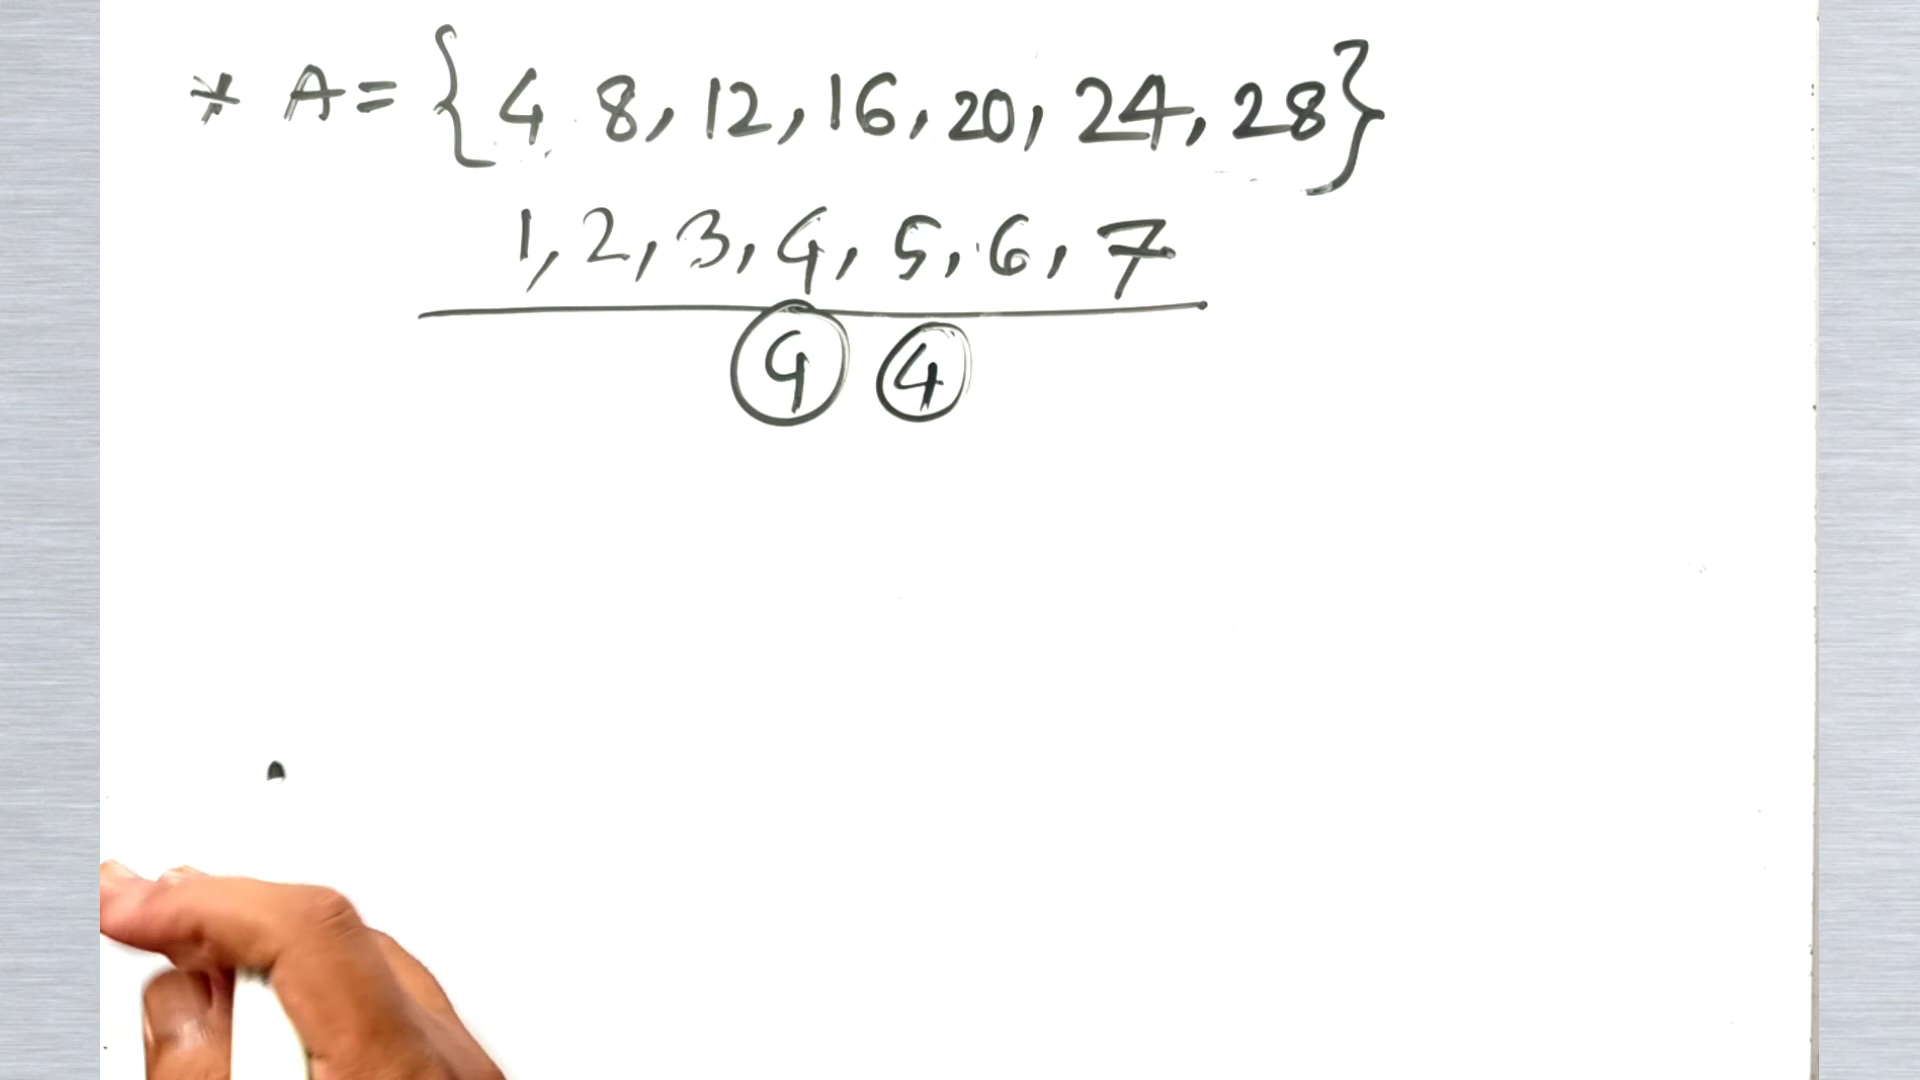 * A = {4 8, 12, 16, 20, 24, 28}
1, 2, 3, 4, 5, 6, 7
4 4